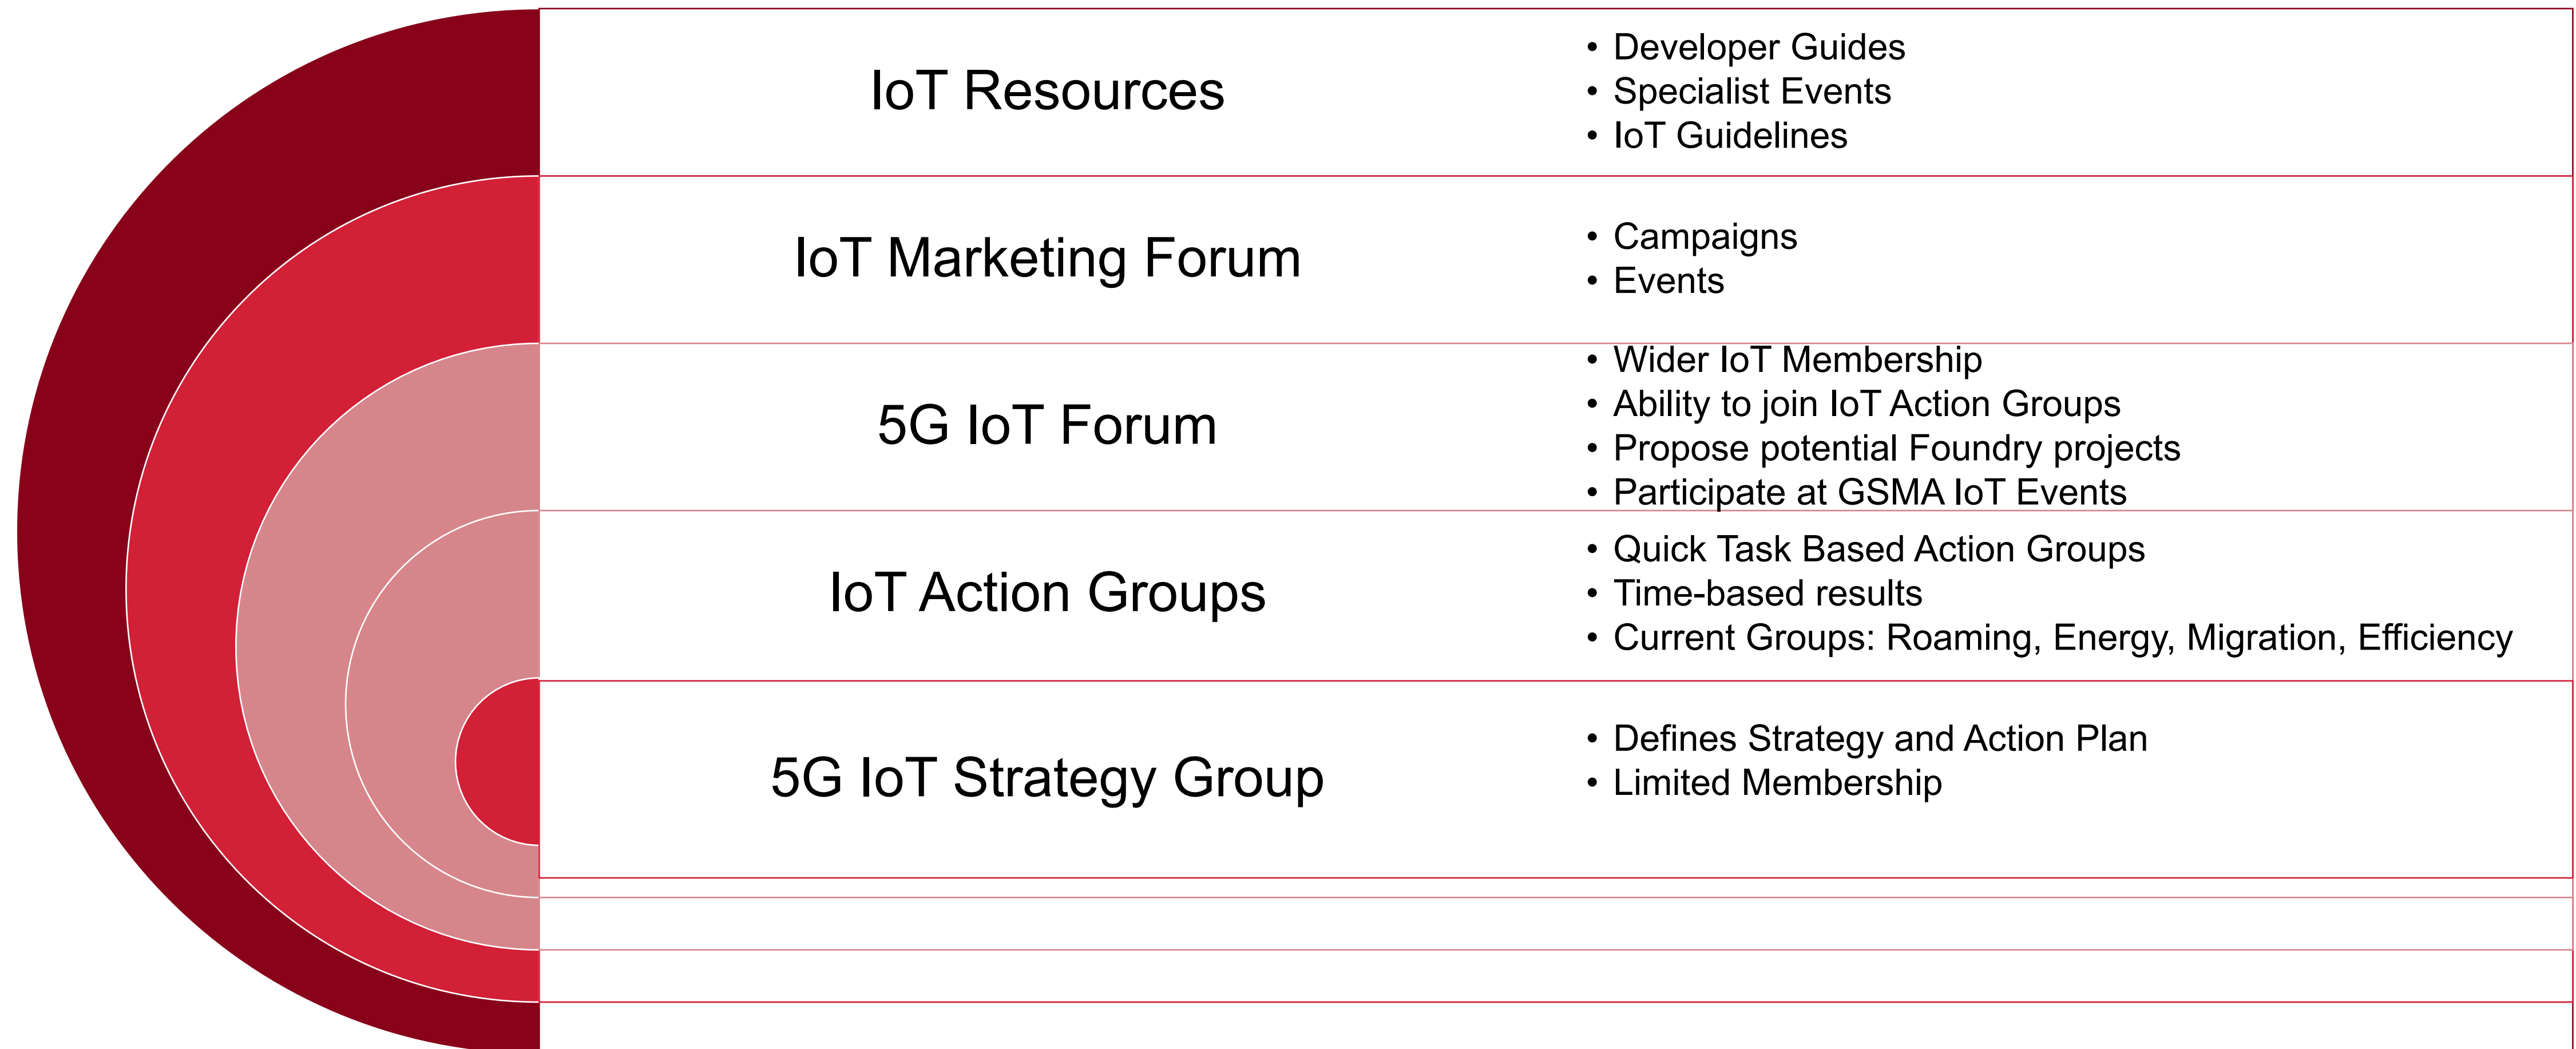 IoT Resources
• Developer Guides
• Specialist Events
• IoT Guidelines
IoT Marketing Forum
• Campaigns
• Events
5G IoT Forum
• Wider IoT Membership
• Ability to join IoT Action Groups
• Propose potential Foundry projects
• Participate at GSMA IoT Events
IoT Action Groups
• Quick Task Based Action Groups
• Time-based results
• Current Groups: Roaming, Energy, Migration, Efficiency
5G IoT Strategy Group
• Defines Strategy and Action Plan
• Limited Membership